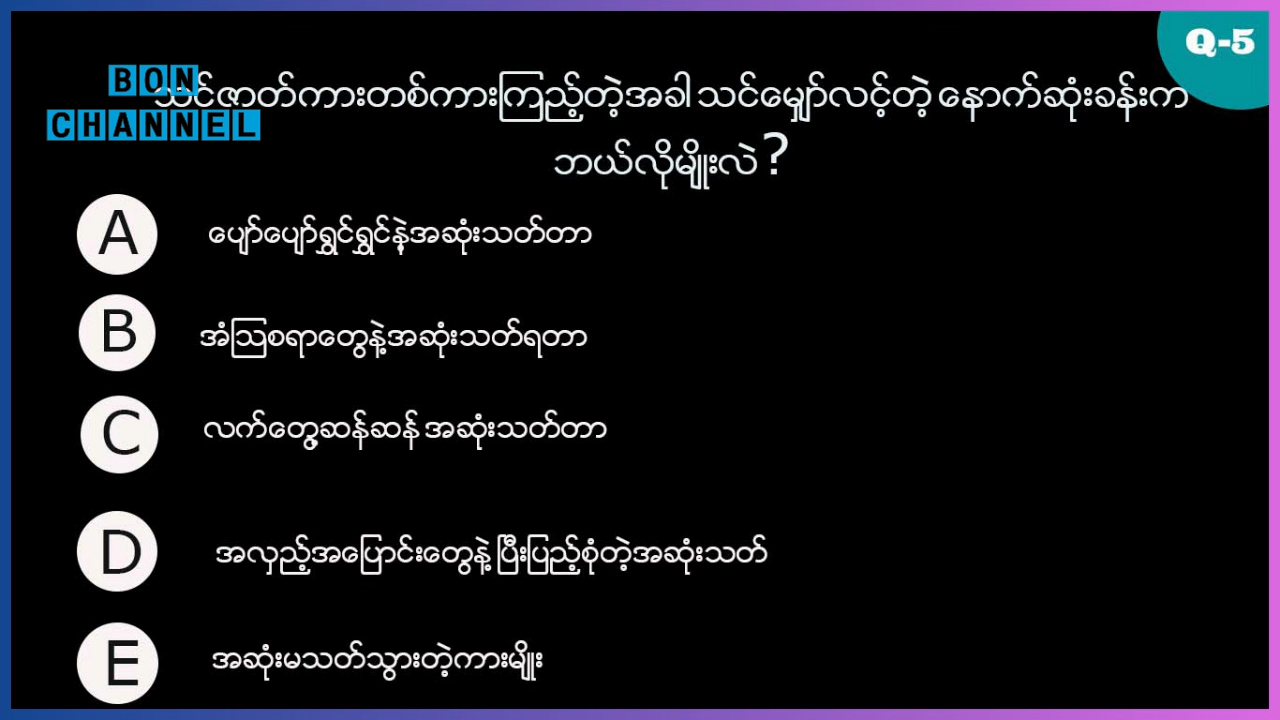 Q-5
BON
CHANNEL
သင်ဇာတ်ကားတစ်ကားကြည့်တဲ့အခါ သင်မျှော်လင့်တဲ့ နောက်ဆုံးခန်းက
ဘယ်လိုမျိုးလဲ?
A ပျော်ပျော်ရွှင်ရွှင်နဲ့အဆုံးသတ်တာ
B အံဩစရာတွေနဲ့အဆုံးသတ်ရတာ
C လက်တွေ့ဆန်ဆန် အဆုံးသတ်တာ
D အလှည့်အပြောင်းတွေနဲ့ ပြီးပြည့်စုံတဲ့အဆုံးသတ်
E အဆုံးမသတ်သွားတဲ့ကားမျိုး